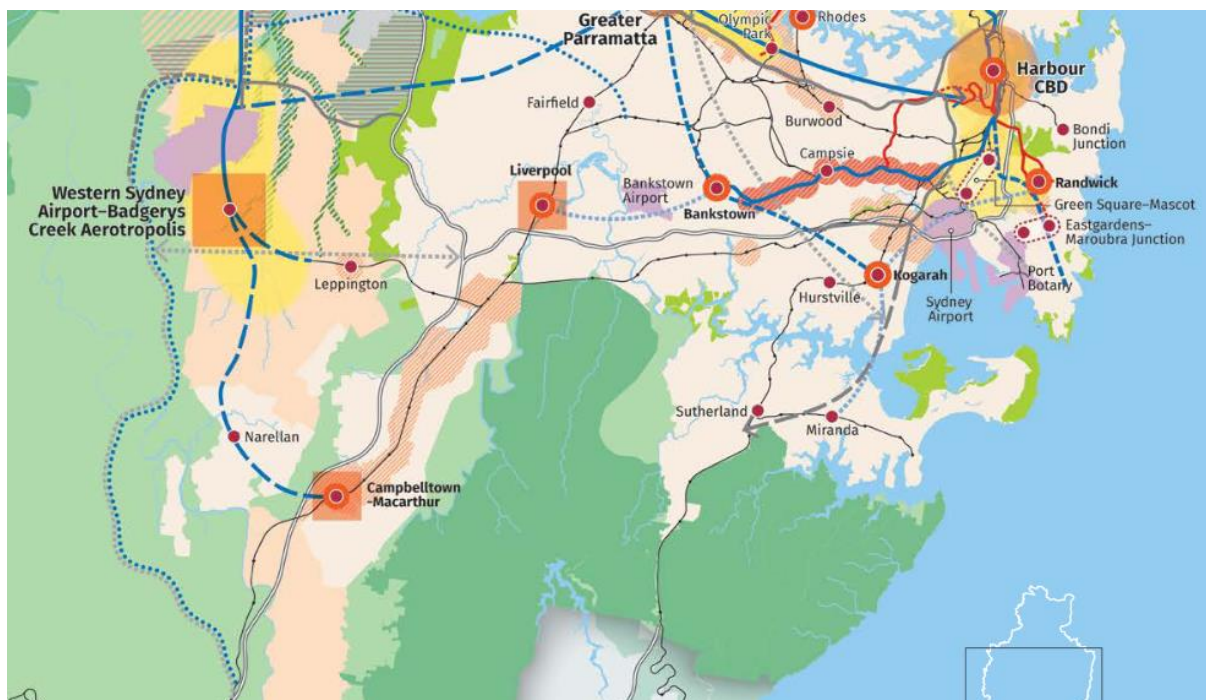 Greater
Parramatta
Olympic
Park
Rhodes
Harbour
CBD
Fairfield
Burwood
Bondi
Junction
Campsie
Liverpool
Bankstown
Airport
Bankstown
Randwick
Green Square–Mascot
Eastgardens–
Maroubra Junction
Western Sydney
Airport–Badgerys
Creek Aerotropolis
Leppington
Kogarah
Hurstville
Sydney
Airport
Port
Botany
Sutherland
Miranda
Narellan
Campbelltown
-Macarthur